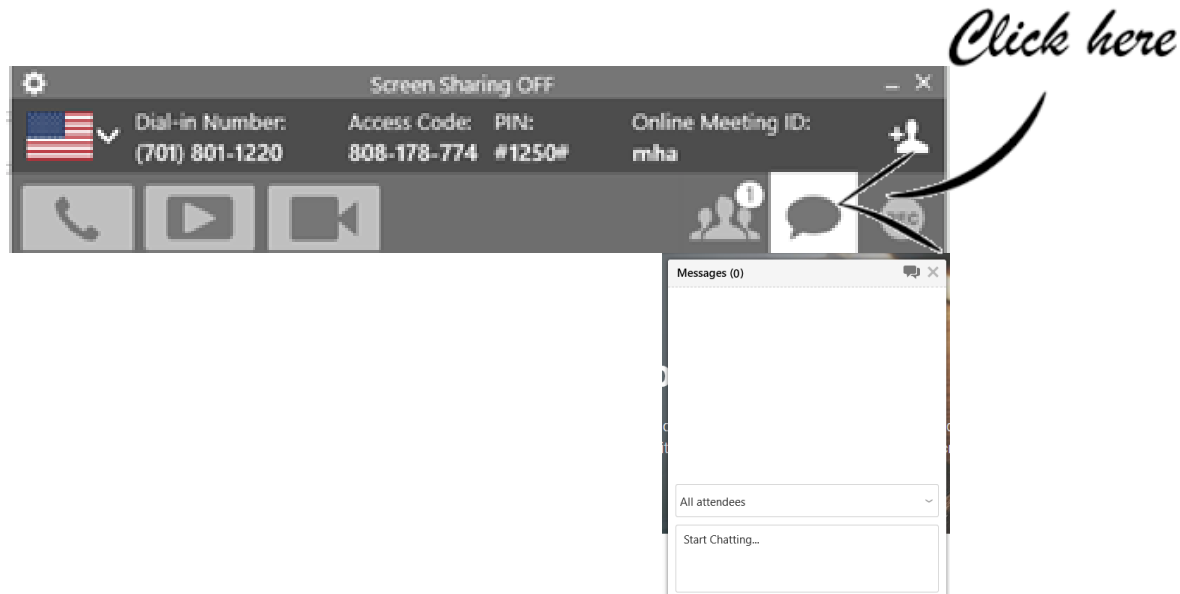 Click here
Screen Sharing OFF
Dial-in Number: Access Code: PIN: Online Meeting ID:
(701) 801-1220 808-178-774 #1250# mha
1
Messages (0)
All attendees
Start Chatting...